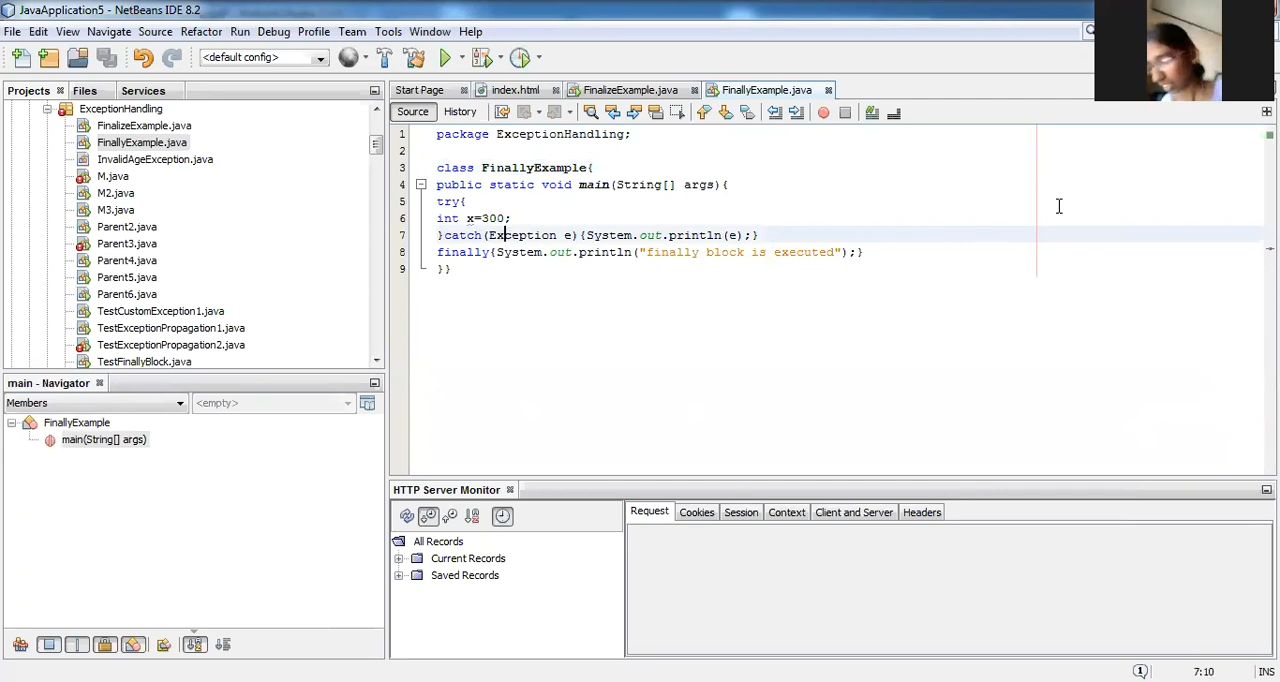 JavaApplication5 - NetBeans IDE 8.2
File Edit View Navigate Source Refactor Run Debug Profile Team Tools Window Help
<default config>
Projects Files Services
ExceptionHandling
FinalizeExample.java
FinallyExample.java
InvalidAgeException.java
M.java
M2.java
M3.java
Parent2.java
Parent3.java
Parent4.java
Parent5.java
Parent6.java
TestCustomException1.java
TestExceptionPropagation1.java
TestExceptionPropagation2.java
TestFinallyBlock.java
main - Navigator
Members <empty>
FinallyExample
main(String[] args)
Start Page index.html FinalizeExample.java FinallyExample.java
Source History
1 package ExceptionHandling;
2
3 class FinallyExample{
4 public static void main(String[] args){
5 try{
6 int x=300;
7 }catch(Exception e){System.out.println(e);}
8 finally{System.out.println("finally block is executed");}
9 }}
HTTP Server Monitor
All Records
Current Records
Saved Records
Request Cookies Session Context Client and Server Headers
1 7:10 INS